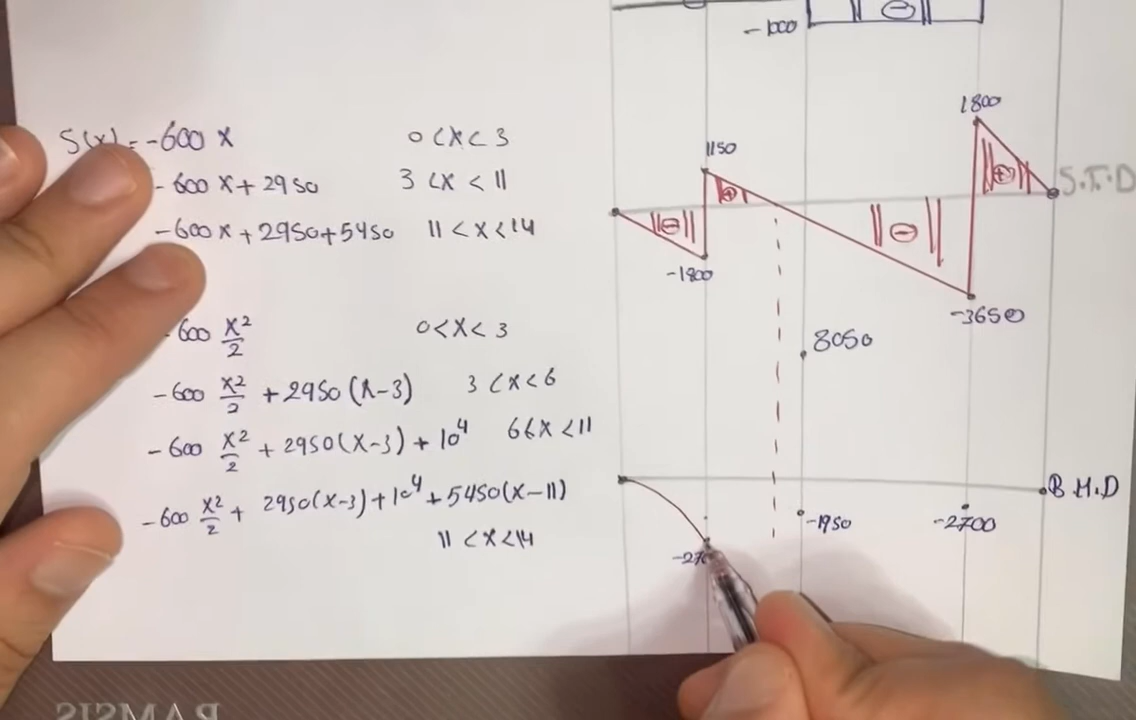 S(x) = -600 x 0 < x < 3
- 600 x + 2950 3 < x < 11
-600x + 2950 + 5450 11 < x < 14
-600 x²/2 0 < x < 3
-600 x²/2 + 2950 (x-3) 3 < x < 6
-600 x²/2 + 2950(x-3) + 10⁴ 6 6 x < 11
-600 x²/2 + 2950(x-3) + 10⁴ + 5450(x-11)
11 < x < 14
-1000
⊖
1800
1150
⊕
S.F.D
⊖
⊕
⊖
-1800
-3650
8050
B.M.D
-1950
-2700